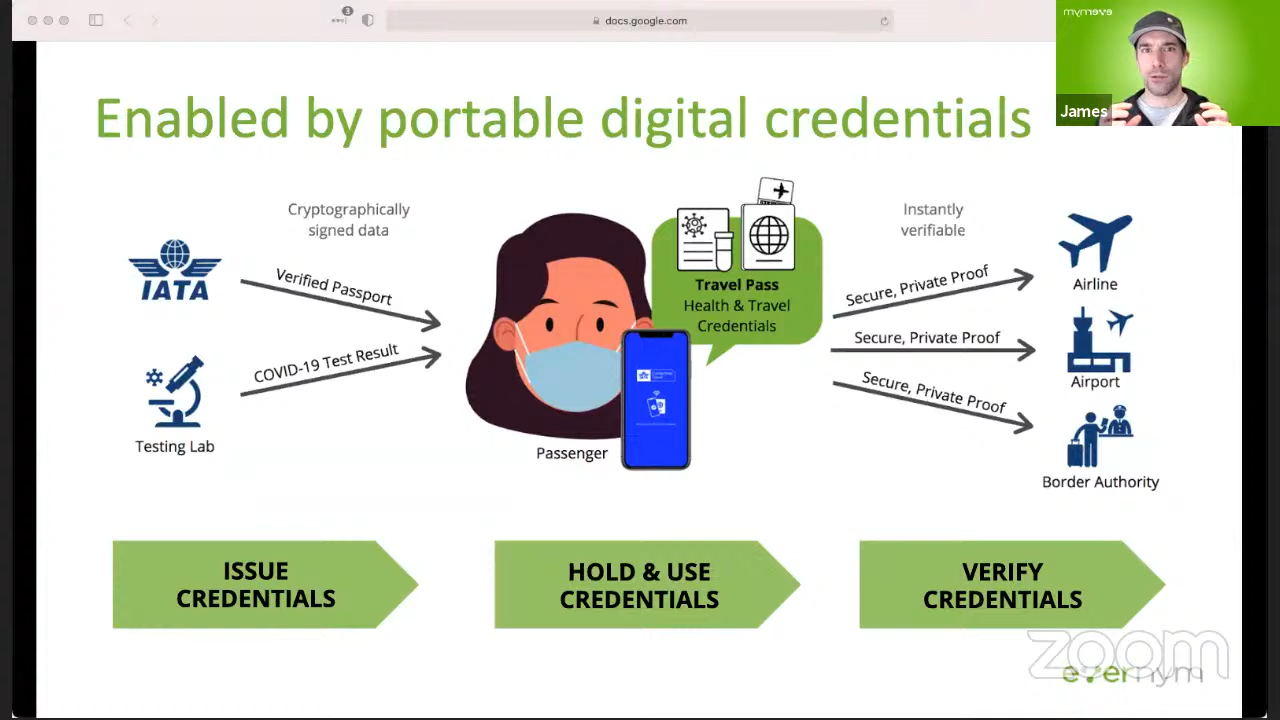 3
docs.google.com
evernym
James
Enabled by portable digital credentials
Cryptographically
signed data
Instantly
verifiable
IATA
Verified Passport
COVID-19 Test Result
Testing Lab
Travel Pass
Health & Travel
Credentials
Passenger
Secure, Private Proof
Secure, Private Proof
Secure, Private Proof
Airline
Airport
Border Authority
ISSUE
CREDENTIALS
HOLD & USE
CREDENTIALS
VERIFY
CREDENTIALS
zoom
evernym